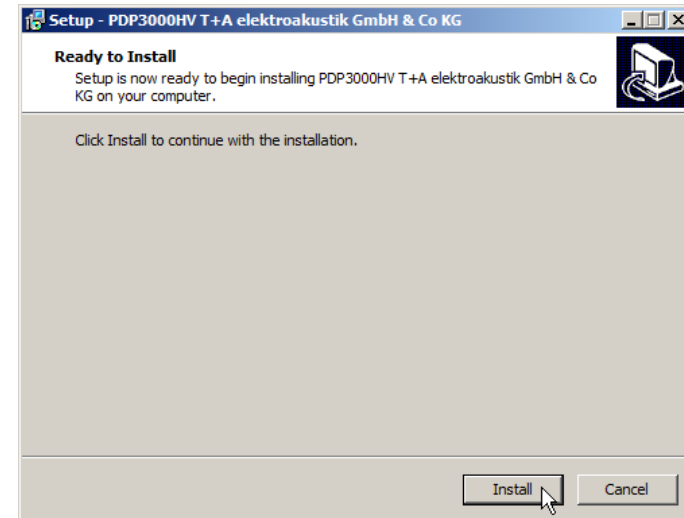 Setup - PDP3000HV T+A elektroakustik GmbH & Co KG
Ready to Install
Setup is now ready to begin installing PDP3000HV T+A elektroakustik GmbH & Co
KG on your computer.
Click Install to continue with the installation.
Install
Cancel